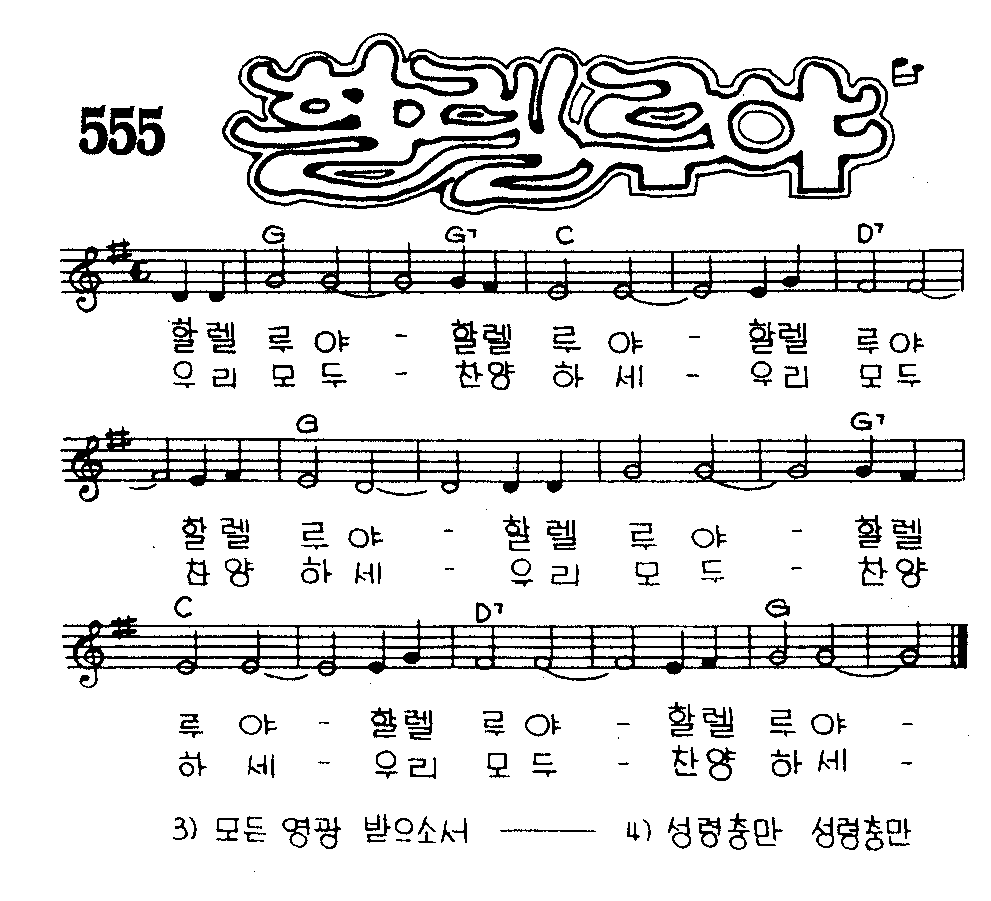 555
할렐루야
G G7 C D7
할렐 루 야 - 할렐 루 야 - 할렐 루야
우리 모 두 - 찬양 하 세 - 우리 모두
G G7
할렐 루 야 - 할렐 루 야 - 할렐
찬양 하 세 - 우리 모 두 - 찬양
C D7 G
루 야 - 할렐 루 야 - 할렐 루 야 -
하 세 - 우리 모 두 - 찬양 하 세 -
3) 모든 영광 받으소서 ——— 4) 성령충만 성령충만